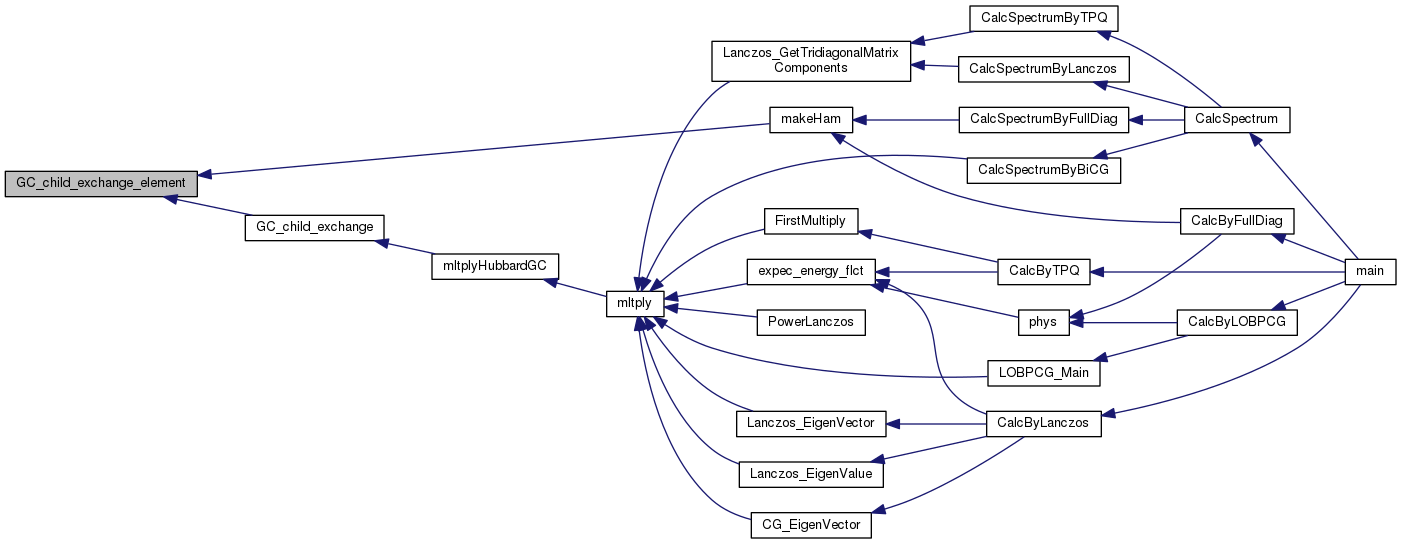 GC_child_exchange_element
GC_child_exchange
mltplyHubbardGC
mltply
Lanczos_GetTridiagonalMatrix
Components
makeHam
FirstMultiply
expec_energy_flct
PowerLanczos
Lanczos_EigenVector
Lanczos_EigenValue
CG_EigenVector
CalcSpectrumByTPQ
CalcSpectrumByLanczos
CalcSpectrumByFullDiag
CalcSpectrumByBiCG
CalcByTPQ
phys
LOBPCG_Main
CalcByLanczos
CalcSpectrum
CalcByFullDiag
CalcByLOBPCG
main